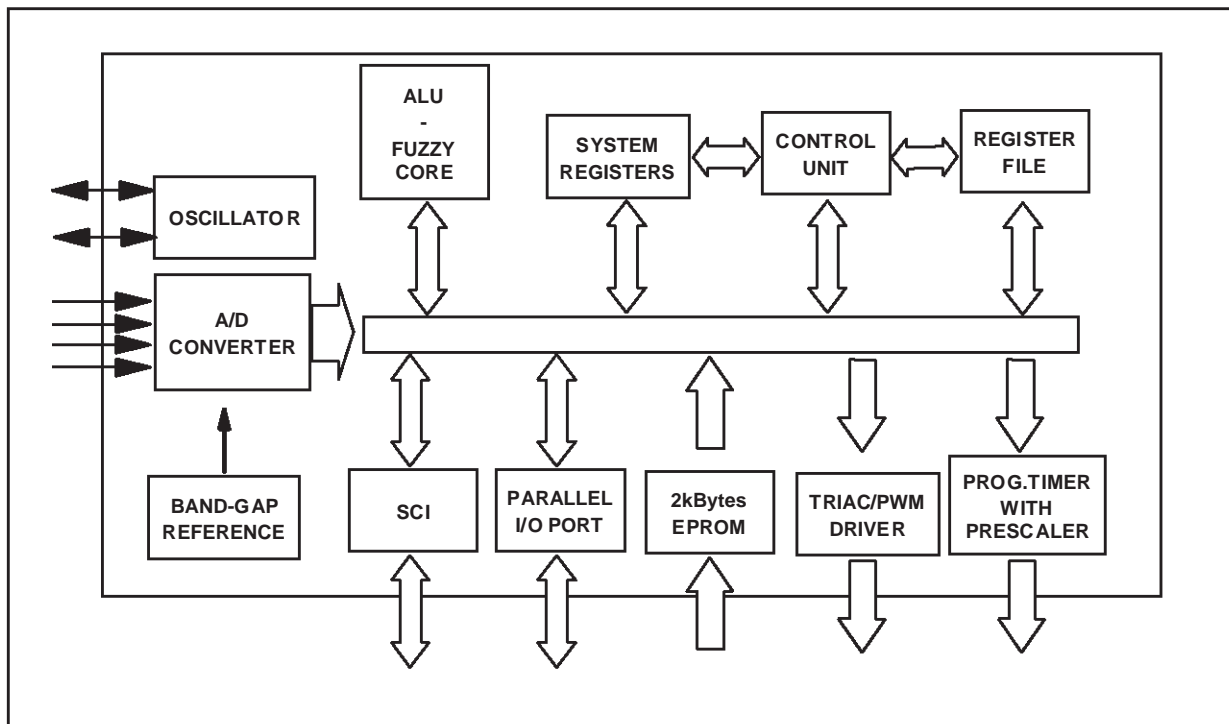 ALU
-
FUZZY
CORE
SYSTEM
REGISTERS
CONTROL
UNIT
REGISTER
FILE
OSCILLATOR
A/D
CONVERTER
BAND-GAP
REFERENCE
SCI
PARALLEL
I/O PORT
2kBytes
EPROM
TRIAC/PWM
DRIVER
PROG.TIMER
WITH
PRESCALER